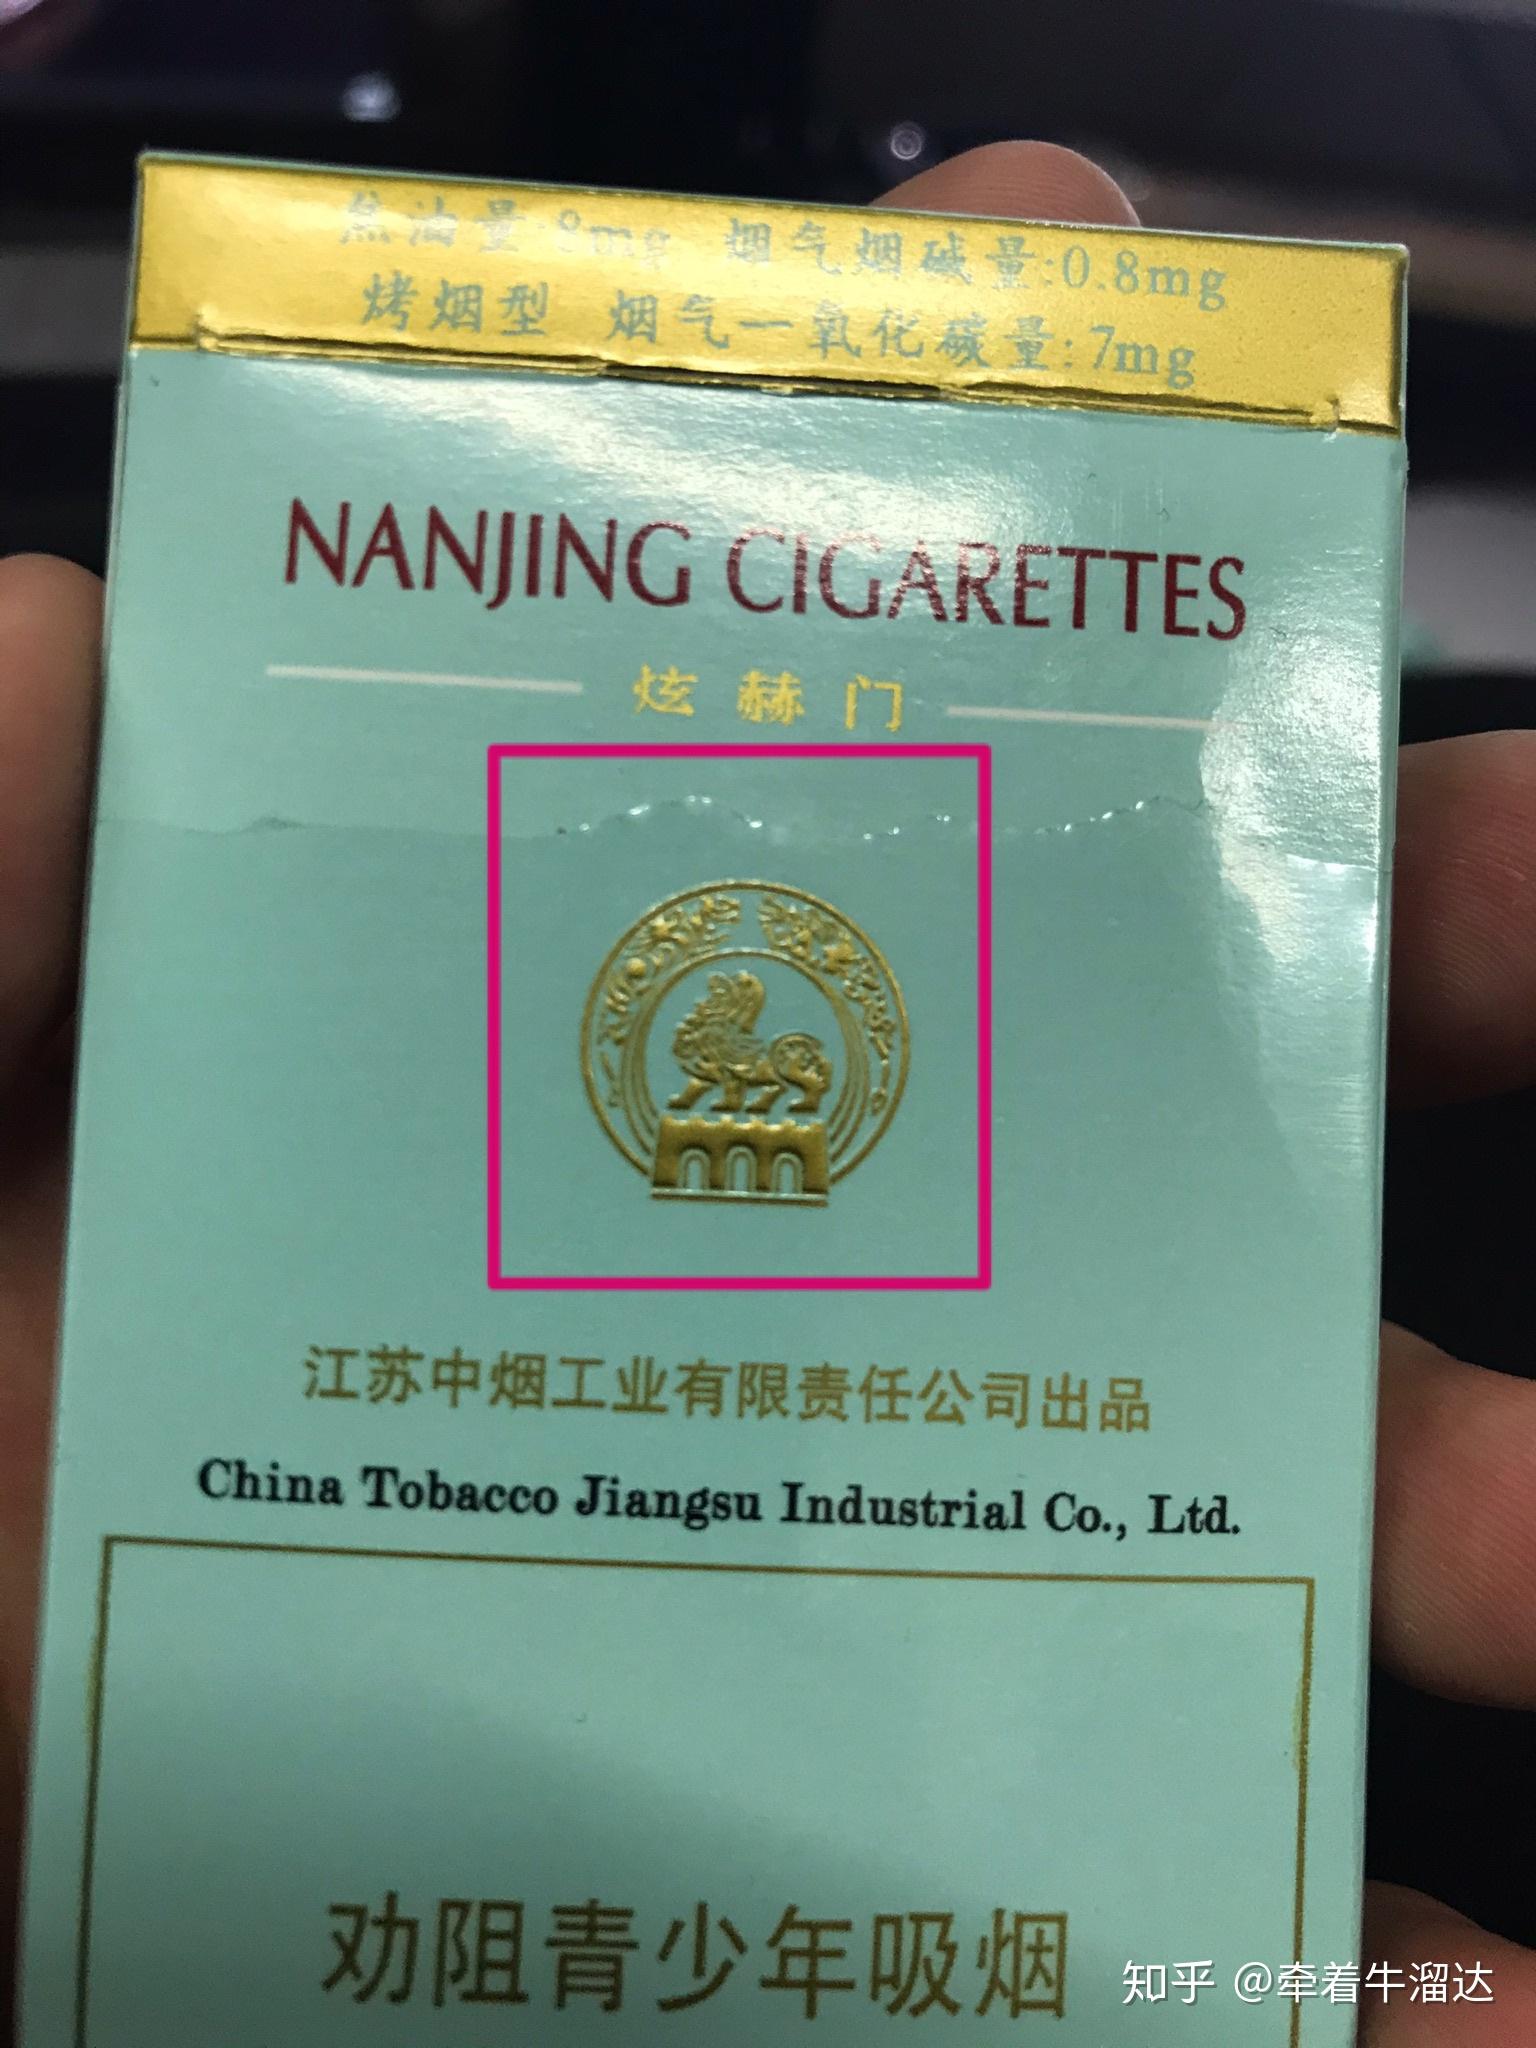 焦油量:8mg 烟气烟碱量:0.8mg
烤烟型 烟气一氧化碳量:7mg
NANJING CIGARETTES
炫赫门
江苏中烟工业有限责任公司出品
China Tobacco Jiangsu Industrial Co., Ltd.
劝阻青少年吸烟
知乎 @牵着牛溜达